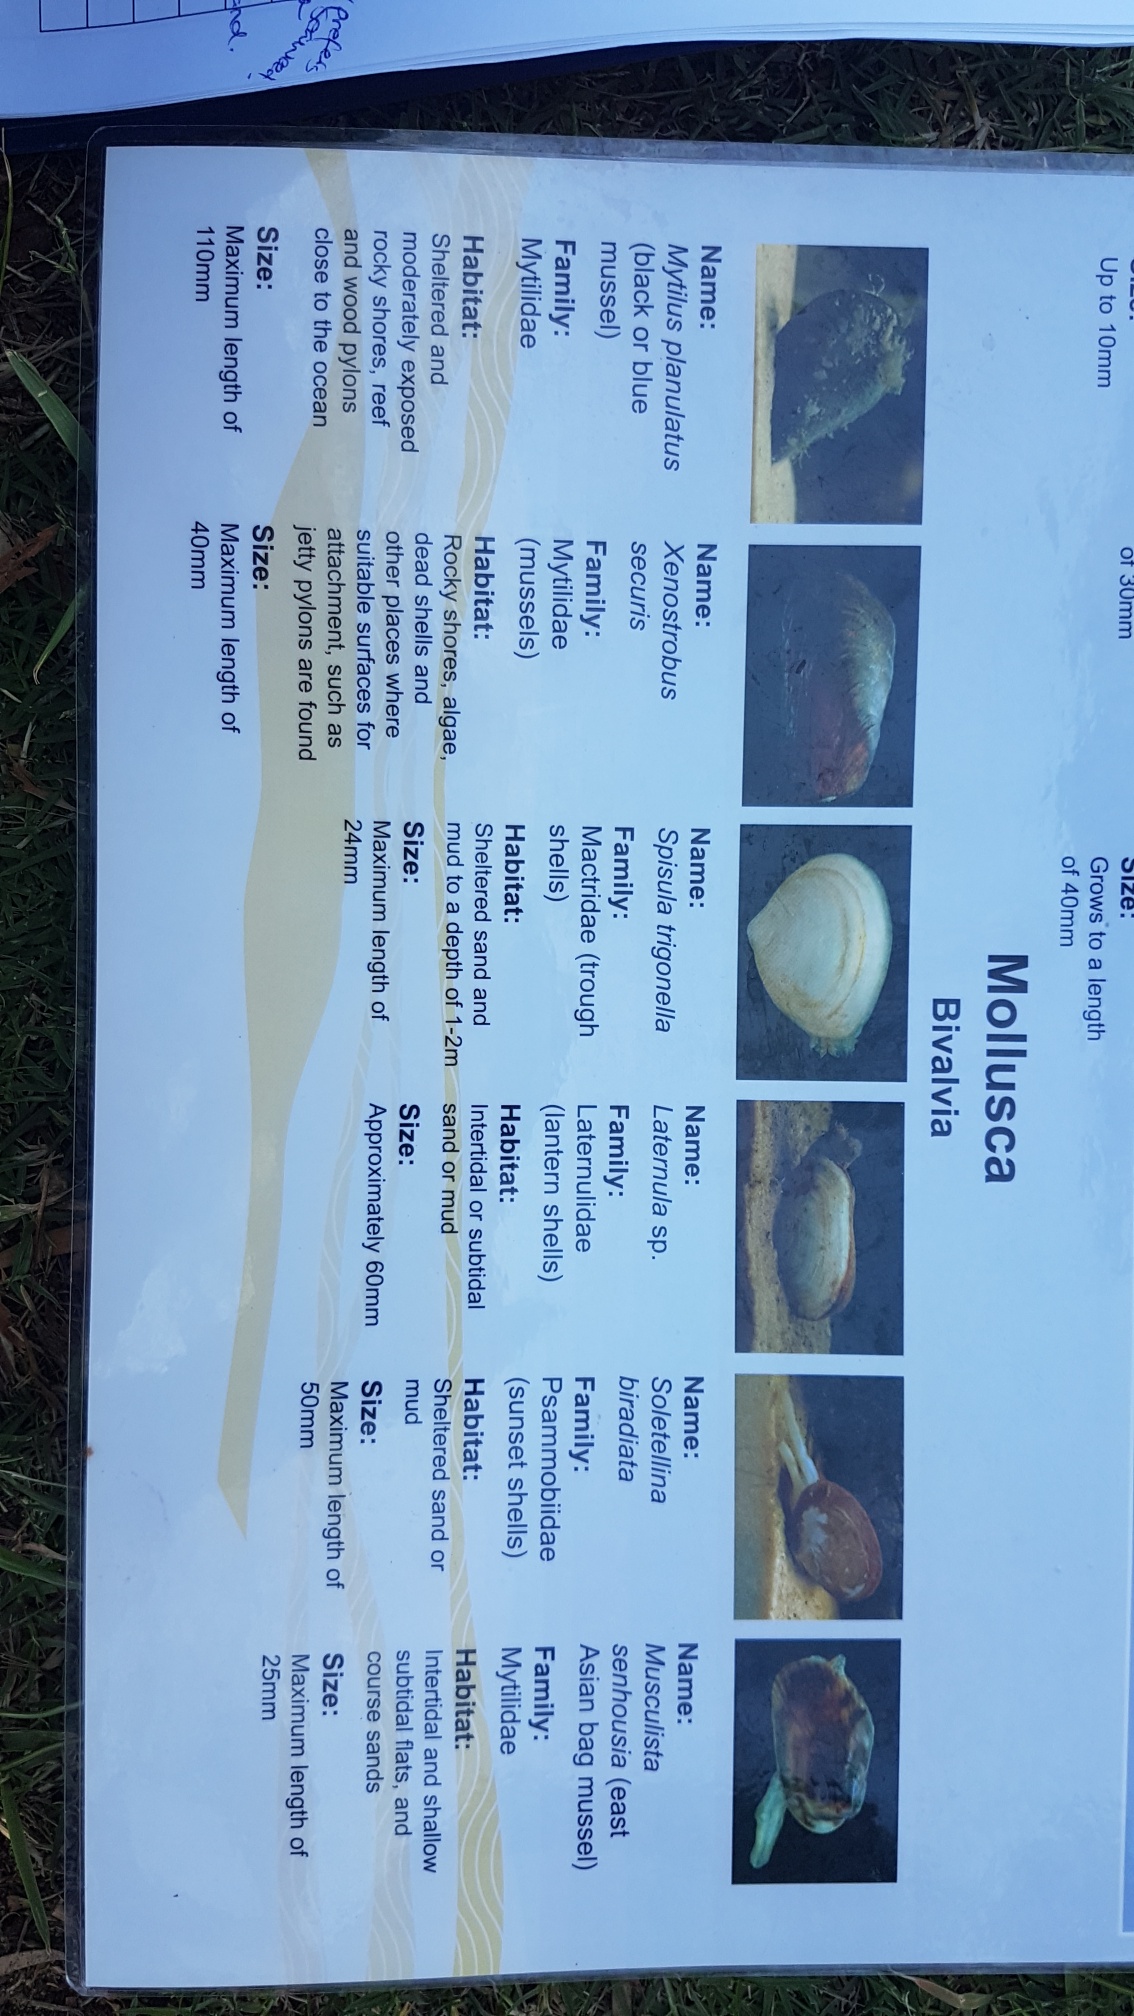 Prefers
and.
Size:
Up to 10mm
of 30mm
Size:
Grows to a length
of 40mm
Mollusca
Bivalvia
Name:
Mytilus planulatus
(black or blue
mussel)
Family:
Mytilidae
Habitat:
Sheltered and
moderately exposed
rocky shores, reef
and wood pylons
close to the ocean
Size:
Maximum length of
110mm
Name:
Xenostrobus
securis
Family:
Mytilidae
(mussels)
Habitat:
Rocky shores, algae,
dead shells and
other places where
suitable surfaces for
attachment, such as
jetty pylons are found
Size:
Maximum length of
40mm
Name:
Spisula trigonella
Family:
Mactridae (trough
shells)
Habitat:
Sheltered sand and
mud to a depth of 1-2m
Size:
Maximum length of
24mm
Name:
Laternula sp.
Family:
Laternulidae
(lantern shells)
Habitat:
Intertidal or subtidal
sand or mud
Size:
Approximately 60mm
Name:
Soletellina
biradiata
Family:
Psammobiidae
(sunset shells)
Habitat:
Sheltered sand or
mud
Size:
Maximum length of
50mm
Name:
Musculista
senhousia (east
Asian bag mussel)
Family:
Mytilidae
Habitat:
Intertidal and shallow
subtidal flats, and
course sands
Size:
Maximum length of
25mm